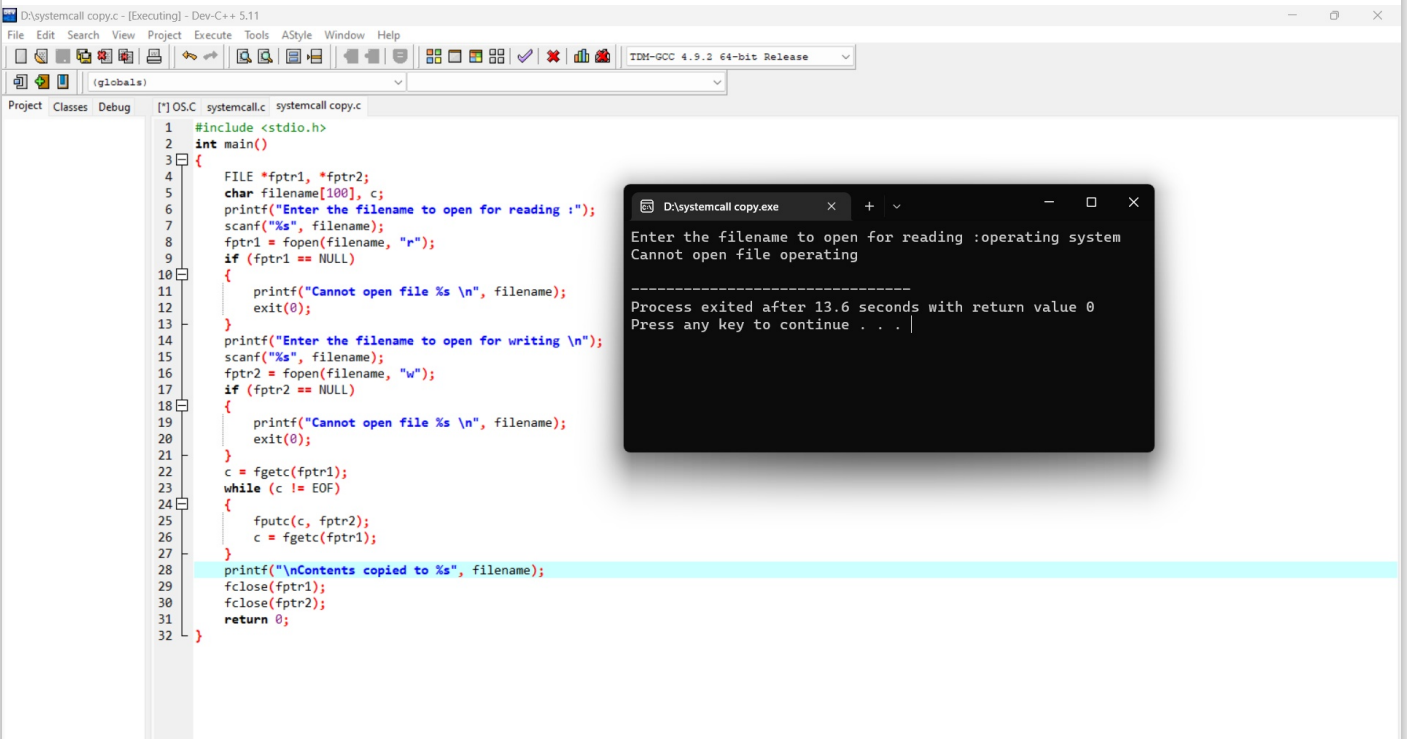 D:\systemcall copy.c - [Executing] - Dev-C++ 5.11
File Edit Search View Project Execute Tools AStyle Window Help
TDM-GCC 4.9.2 64-bit Release
(globals)
Project Classes Debug [*] OS.C systemcall.c systemcall copy.c
1 #include <stdio.h>
2 int main()
3 {
4 FILE *fptr1, *fptr2;
5 char filename[100], c;
6 printf("Enter the filename to open for reading :");
7 scanf("%s", filename);
8 fptr1 = fopen(filename, "r");
9 if (fptr1 == NULL)
10 {
11 printf("Cannot open file %s \n", filename);
12 exit(0);
13 }
14 printf("Enter the filename to open for writing \n");
15 scanf("%s", filename);
16 fptr2 = fopen(filename, "w");
17 if (fptr2 == NULL)
18 {
19 printf("Cannot open file %s \n", filename);
20 exit(0);
21 }
22 c = fgetc(fptr1);
23 while (c != EOF)
24 {
25 fputc(c, fptr2);
26 c = fgetc(fptr1);
27 }
28 printf("\nContents copied to %s", filename);
29 fclose(fptr1);
30 fclose(fptr2);
31 return 0;
32 }
D:\systemcall copy.exe
Enter the filename to open for reading :operating system
Cannot open file operating
--------------------------------
Process exited after 13.6 seconds with return value 0
Press any key to continue . . .